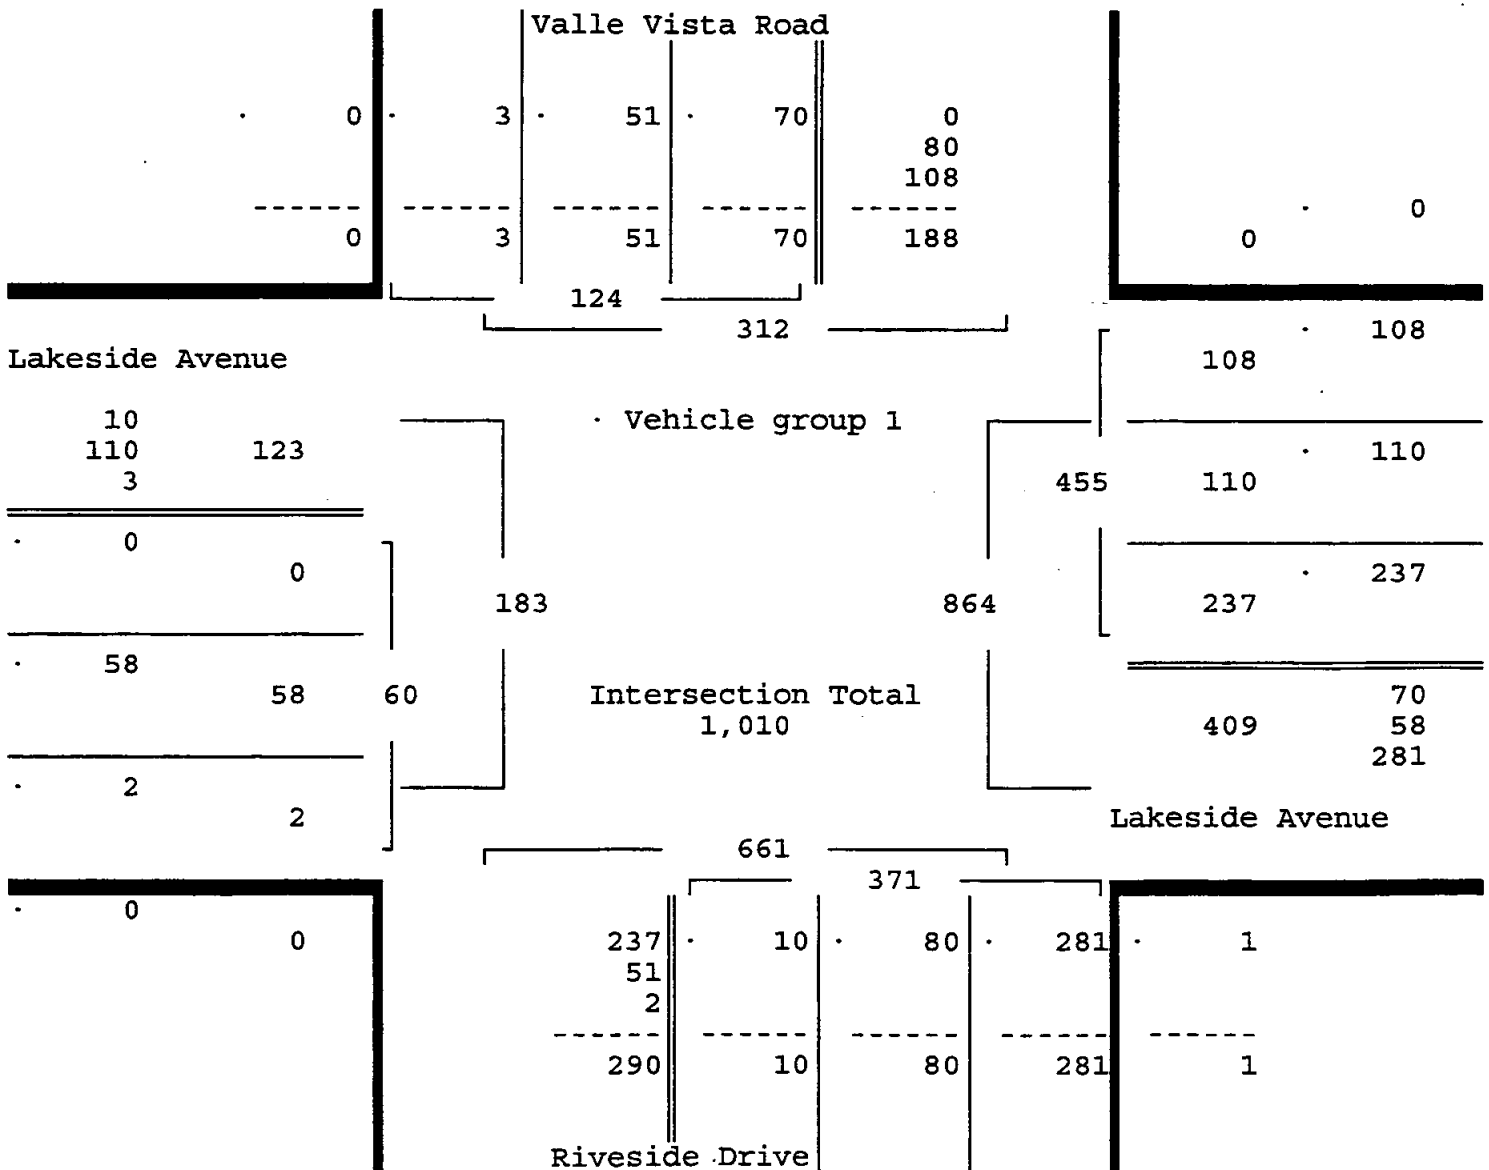 Valle Vista Road
0 3 51 70 0
80
108
0
0 3 51 70 188 0
124
312 108
Lakeside Avenue 108
10 Vehicle group 1
110 123 110
3 455 110
0
0 237
183 864 237
58
58 60 Intersection Total 70
1,010 409 58
281
2
2 Lakeside Avenue
661
371
0
0 237 10 80 281 1
51
2
290 10 80 281 1
Riveside Drive